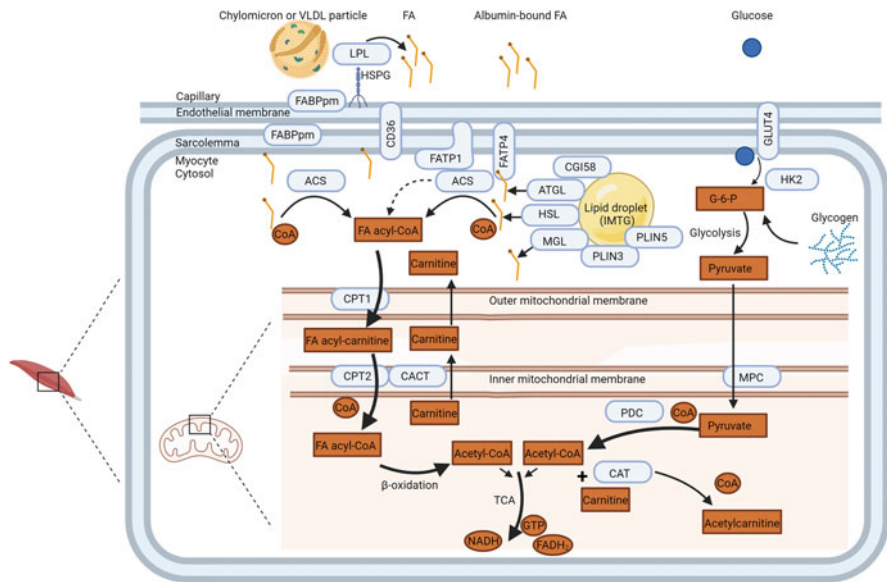 Chylomicron or VLDL particle
FA
Albumin-bound FA
Glucose
LPL
HSPG
Capillary
FABPpm
Endothelial membrane
FABPpm
CD36
GLUT4
Sarcolemma
FATP1
FATP4
Myocyte
Cytosol
CGI58
ACS
ACS
ATGL
HK2
Lipid droplet
(IMTG)
G-6-P
HSL
CoA
FA acyl-CoA
CoA
Glycogen
MGL
PLIN5
Glycolysis
PLIN3
Carnitine
Pyruvate
CPT1
Outer mitochondrial membrane
FA acyl-carnitine
Carnitine
CPT2
CACT
Inner mitochondrial membrane
MPC
CoA
Carnitine
PDC
CoA
Pyruvate
FA acyl-CoA
Acetyl-CoA
Acetyl-CoA
β-oxidation
+
CAT
CoA
TCA
Carnitine
GTP
Acetylcarnitine
NADH
FADH₂